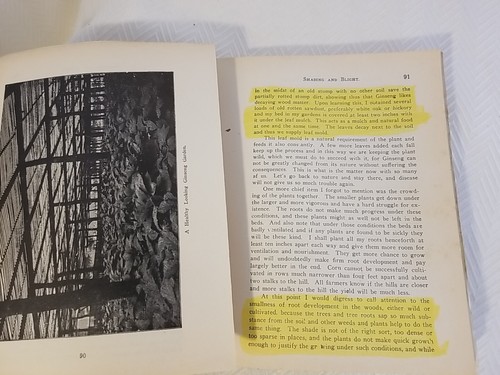 A Healthy Looking Ginseng Garden.
90
SHADING AND BLIGHT. 91
in the midst of an old stump with no other soil save the
partially rotted stump dirt, showing thus that Ginseng likes
decaying wood matter. Upon learning this, I obtained several
loads of old rotten sawdust, preferably white oak or hickory
and my bed in my gardens is covered at least two inches with
it under the leaf mulch. This acts as a mulch and natural food
at one and the same time. The leaves decay next to the soil
and thus we supply leaf mold.
This leaf mold is a natural requirement of the plant and
feeds it also constantly. A few more leaves added each fall
keep up the process and in this way we are keeping the plant
wild, which we must do to succeed with it, for Ginseng can
not be greatly changed from its nature without suffering the
consequences. This is what is the matter now with so many
of us. Let's go back to nature and stay there, and disease
will not give us so much trouble again.
One more chief item I forgot to mention was the crowd-
ing of the plants together. The smaller plants get down under
the larger and more vigorous and have a hard struggle for ex-
istence. The roots do not make much progress under these
conditions, and these plants might as well not be left in the
beds. And also note that under those conditions the beds are
badly ventilated and if any plants are found to be sickly they
will be these kind. I shall plant all my roots henceforth at
least ten inches apart each way and give them more room for
ventilation and nourishment. They get more chance to grow
and will undoubtedly make firm root development and pay
largely better in the end. Corn cannot be successfully culti-
vated in rows much narrower than four feet apart and about
two stalks to the hill. All farmers know if the hills are closer
and more stalks to the hill the yield will be much less.
At this point I would digress to call attention to the
smallness of root development in the woods, either wild or
cultivated, because the trees and tree roots sap so much sub-
stance from the soil and other weeds and plants help to do the
same thing. The shade is not of the right sort, too dense or
too sparse in places, and the plants do not make quick growth
enough to justify the growing under such conditions, and while